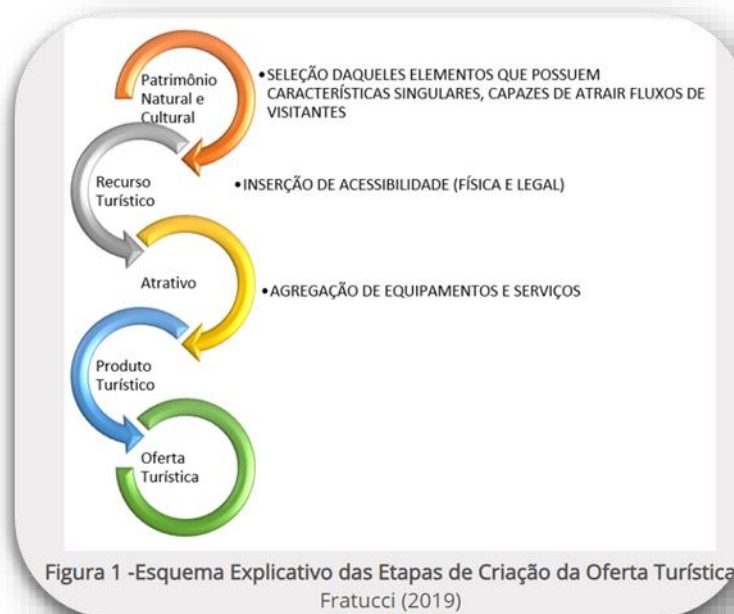 Patrimônio
Natural e
Cultural
•SELEÇÃO DAQUELES ELEMENTOS QUE POSSUEM
CARACTERÍSTICAS SINGULARES, CAPAZES DE ATRAIR FLUXOS DE
VISITANTES
Recurso
Turístico
•INSERÇÃO DE ACESSIBILIDADE (FÍSICA E LEGAL)
Atrativo
•AGREGAÇÃO DE EQUIPAMENTOS E SERVIÇOS
Produto
Turístico
Oferta
Turística
Figura 1 -Esquema Explicativo das Etapas de Criação da Oferta Turística
Fratucci (2019)